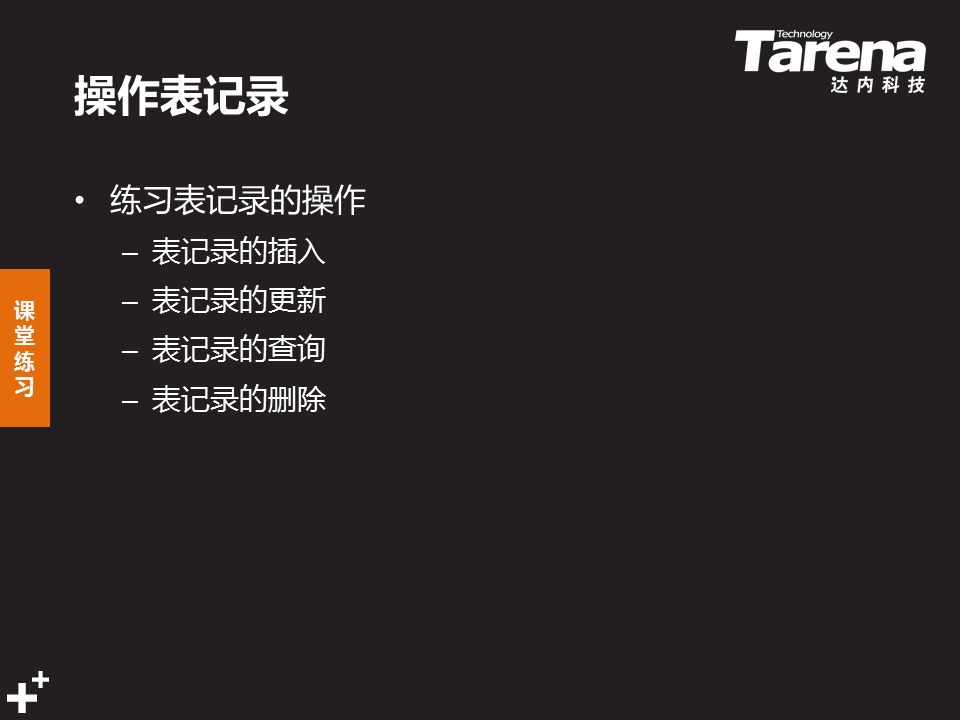 Technology
Tarena
达内科技
操作表记录
• 练习表记录的操作
– 表记录的插入
– 表记录的更新
– 表记录的查询
– 表记录的删除
课堂练习